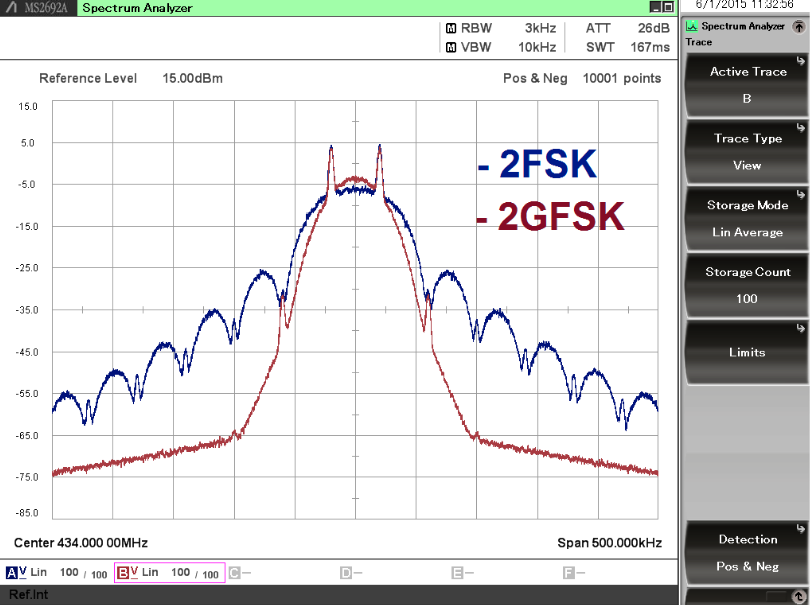 MS2692A Spectrum Analyzer
6/1/2015 11:32:56
RBW 3kHz ATT 26dB
VBW 10kHz SWT 167ms
Reference Level 15.00dBm Pos & Neg 10001 points
15.0
5.0
-5.0
-15.0
-25.0
-35.0
-45.0
-55.0
-65.0
-75.0
-85.0
- 2FSK
- 2GFSK
Center 434.000 00MHz Span 500.000kHz
A V Lin 100 / 100 B V Lin 100 / 100 C - D - E - F -
Ref.Int
Spectrum Analyzer
Trace
Active Trace
B
Trace Type
View
Storage Mode
Lin Average
Storage Count
100
Limits
Detection
Pos & Neg